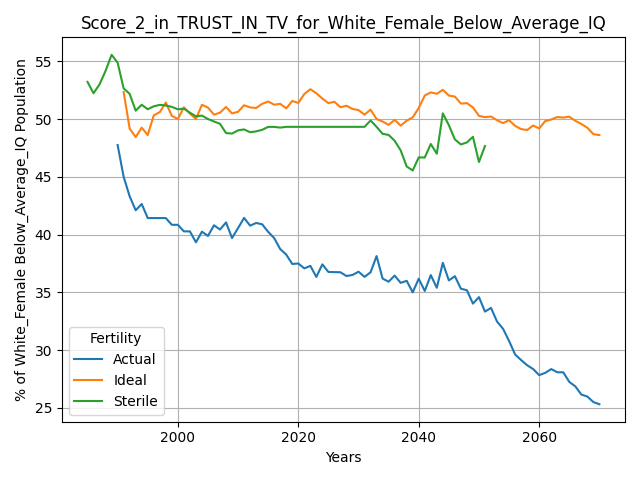 Score_2_in_TRUST_IN_TV_for_White_Female_Below_Average_IQ
% of White_Female Below_Average_IQ Population
55
50
45
40
35
30
25
Fertility
Actual
Ideal
Sterile
2000 2020 2040 2060
Years